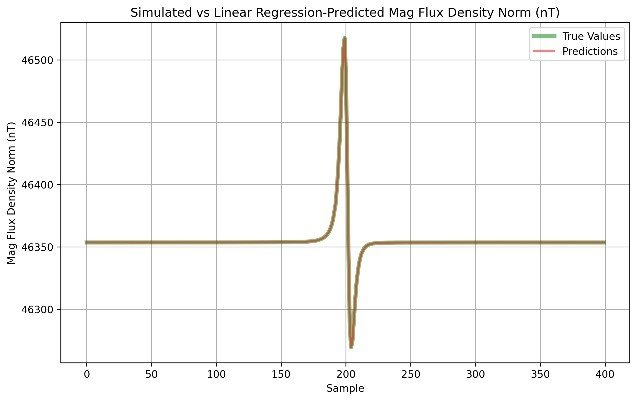 Simulated vs Linear Regression-Predicted Mag Flux Density Norm (nT)
True Values
Predictions
Mag Flux Density Norm (nT)
46500
46450
46400
46350
46300
0 50 100 150 200 250 300 350 400
Sample